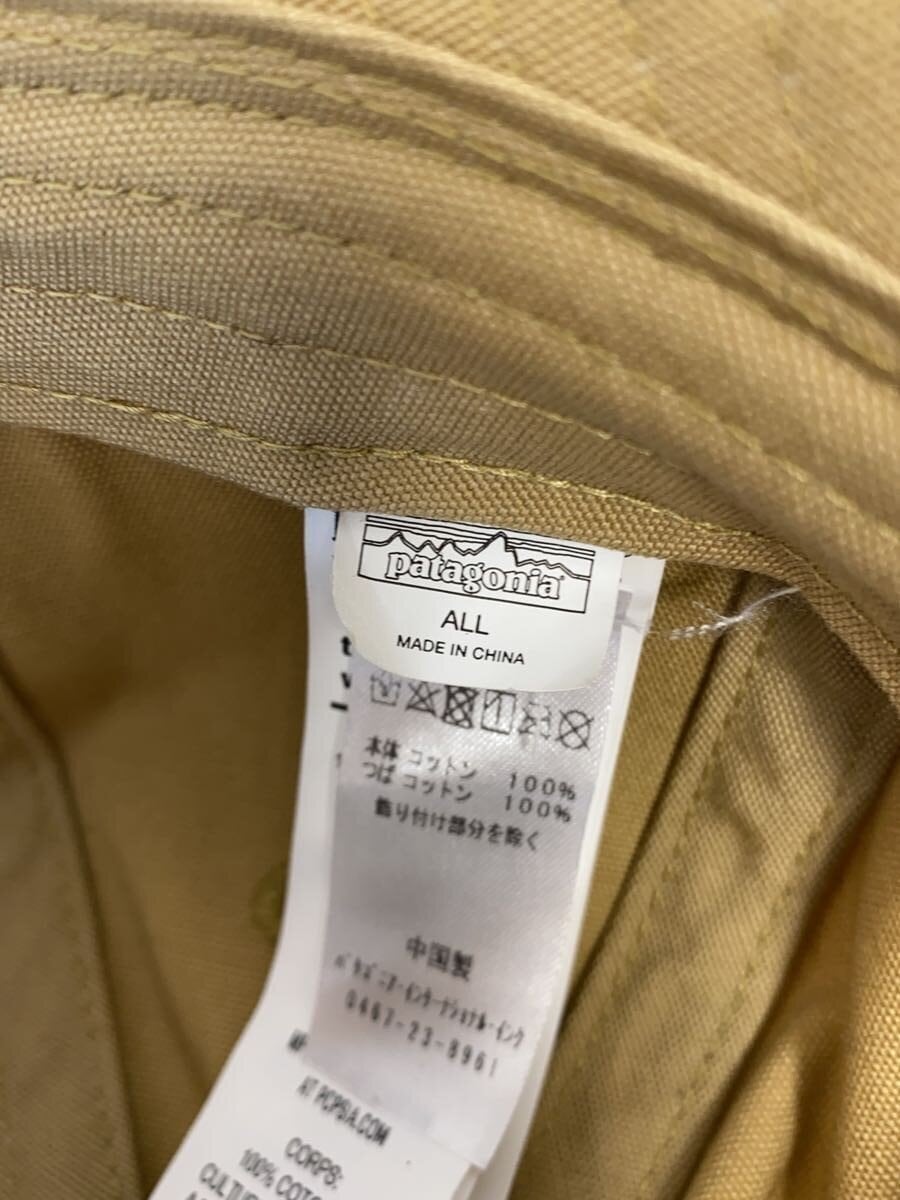 patagonia
ALL
MADE IN CHINA
本体 コットン 100%
つば コットン 100%
飾り付け部分を除く
中国製
パタゴニア・インターナショナル・インク
0467-23-8961
AT PCPSIA.COM
CORPS:
100%